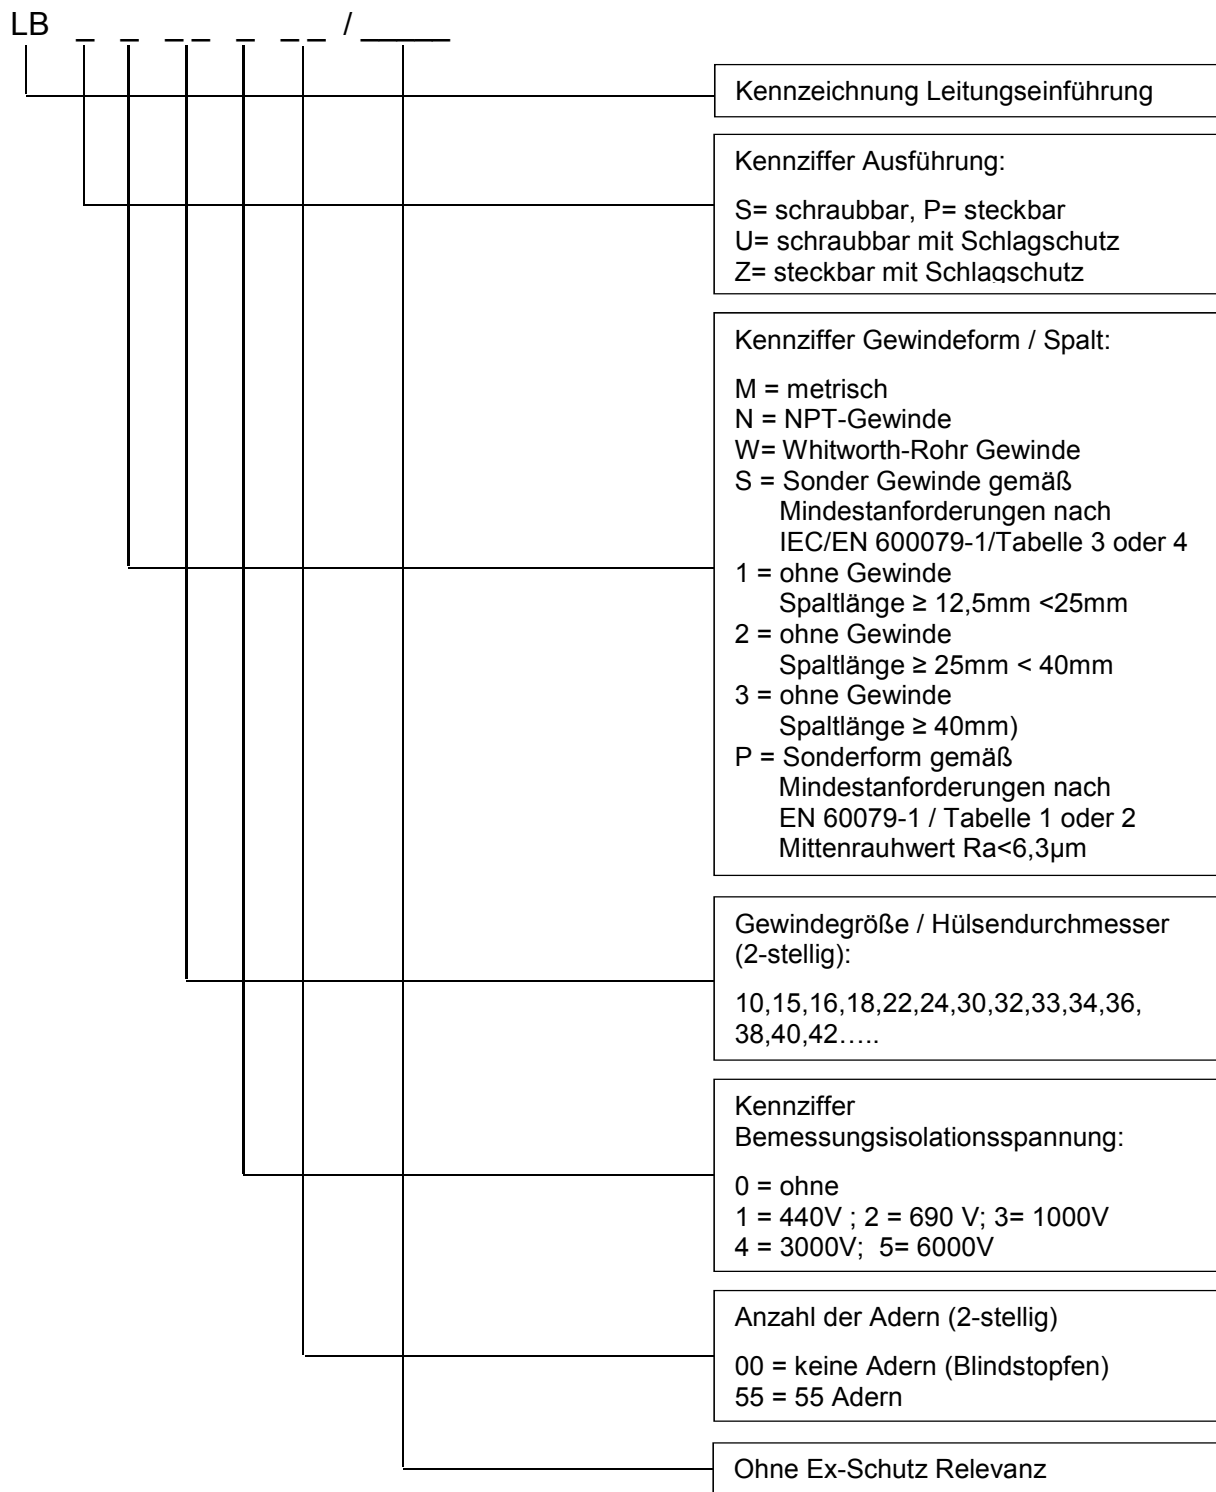 LB _ _ _ _ _ _ _ / _____
Kennzeichnung Leitungseinführung
Kennziffer Ausführung:
S= schraubbar, P= steckbar
U= schraubbar mit Schlagschutz
Z= steckbar mit Schlagschutz
Kennziffer Gewindeform / Spalt:
M = metrisch
N = NPT-Gewinde
W= Whitworth-Rohr Gewinde
S = Sonder Gewinde gemäß
Mindestanforderungen nach
IEC/EN 600079-1/Tabelle 3 oder 4
1 = ohne Gewinde
Spaltlänge ≥ 12,5mm <25mm
2 = ohne Gewinde
Spaltlänge ≥ 25mm < 40mm
3 = ohne Gewinde
Spaltlänge ≥ 40mm)
P = Sonderform gemäß
Mindestanforderungen nach
EN 60079-1 / Tabelle 1 oder 2
Mittenrauhwert Ra<6,3µm
Gewindegröße / Hülsendurchmesser
(2-stellig):
10,15,16,18,22,24,30,32,33,34,36,
38,40,42…..
Kennziffer
Bemessungsisolationsspannung:
0 = ohne
1 = 440V ; 2 = 690 V; 3= 1000V
4 = 3000V; 5= 6000V
Anzahl der Adern (2-stellig)
00 = keine Adern (Blindstopfen)
55 = 55 Adern
Ohne Ex-Schutz Relevanz